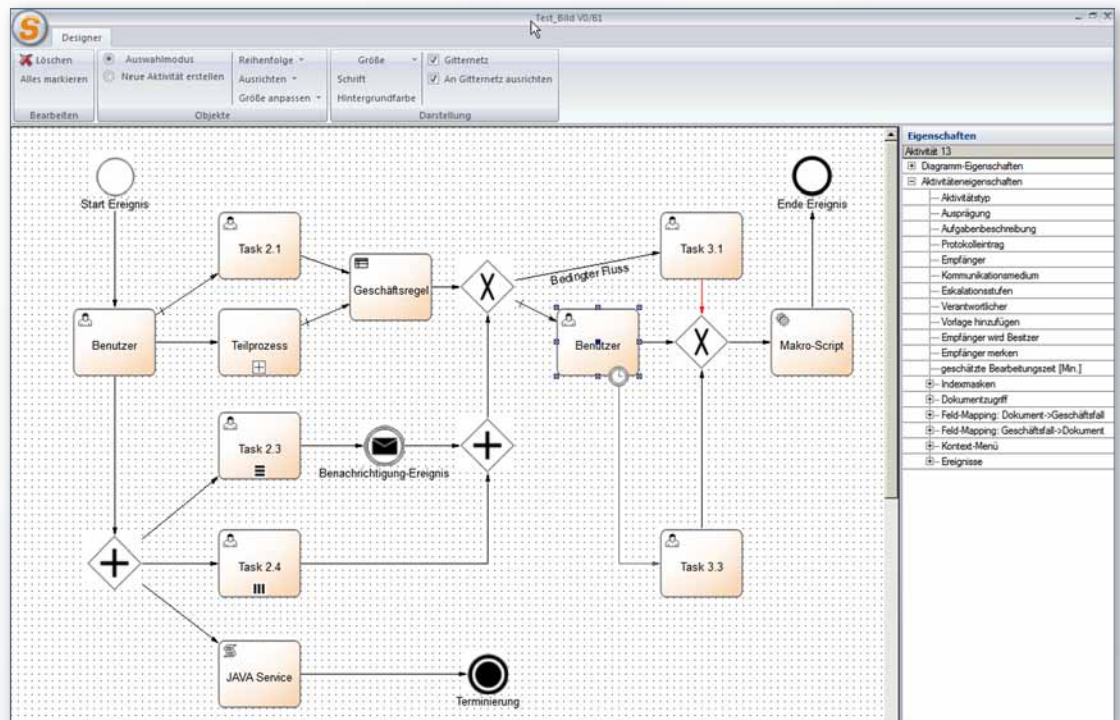 Test_Bild V0/61
S
Designer
Löschen
Alles markieren
Bearbeiten
Auswahlmodus
Neue Aktivität erstellen
Reihenfolge
Ausrichten
Größe anpassen
Objekte
Größe
Schrift
Hintergrundfarbe
Gitternetz
An Gitternetz ausrichten
Darstellung
Start Ereignis
Task 2.1
Geschäftsregel
Bedingter Fluss
Task 3.1
Ende Ereignis
Benutzer
Teilprozess
Benutzer
Makro-Script
Task 2.3
Benachrichtigung-Ereignis
Task 2.4
Task 3.3
JAVA Service
Terminierung
Eigenschaften
Aktivität 13
Diagramm-Eigenschaften
Aktivitäteneigenschaften
Aktivitätstyp
Ausprägung
Aufgabenbeschreibung
Protokolleintrag
Empfänger
Kommunikationsmedium
Eskalationsstufen
Verantwortlicher
Vorlage hinzufügen
Empfänger wird Besitzer
Empfänger merken
geschätzte Bearbeitungszeit [Min.]
Indexmasken
Dokumentzugriff
Feld-Mapping: Dokument->Geschäftsfall
Feld-Mapping: Geschäftsfall->Dokument
Kontext-Menü
Ereignisse